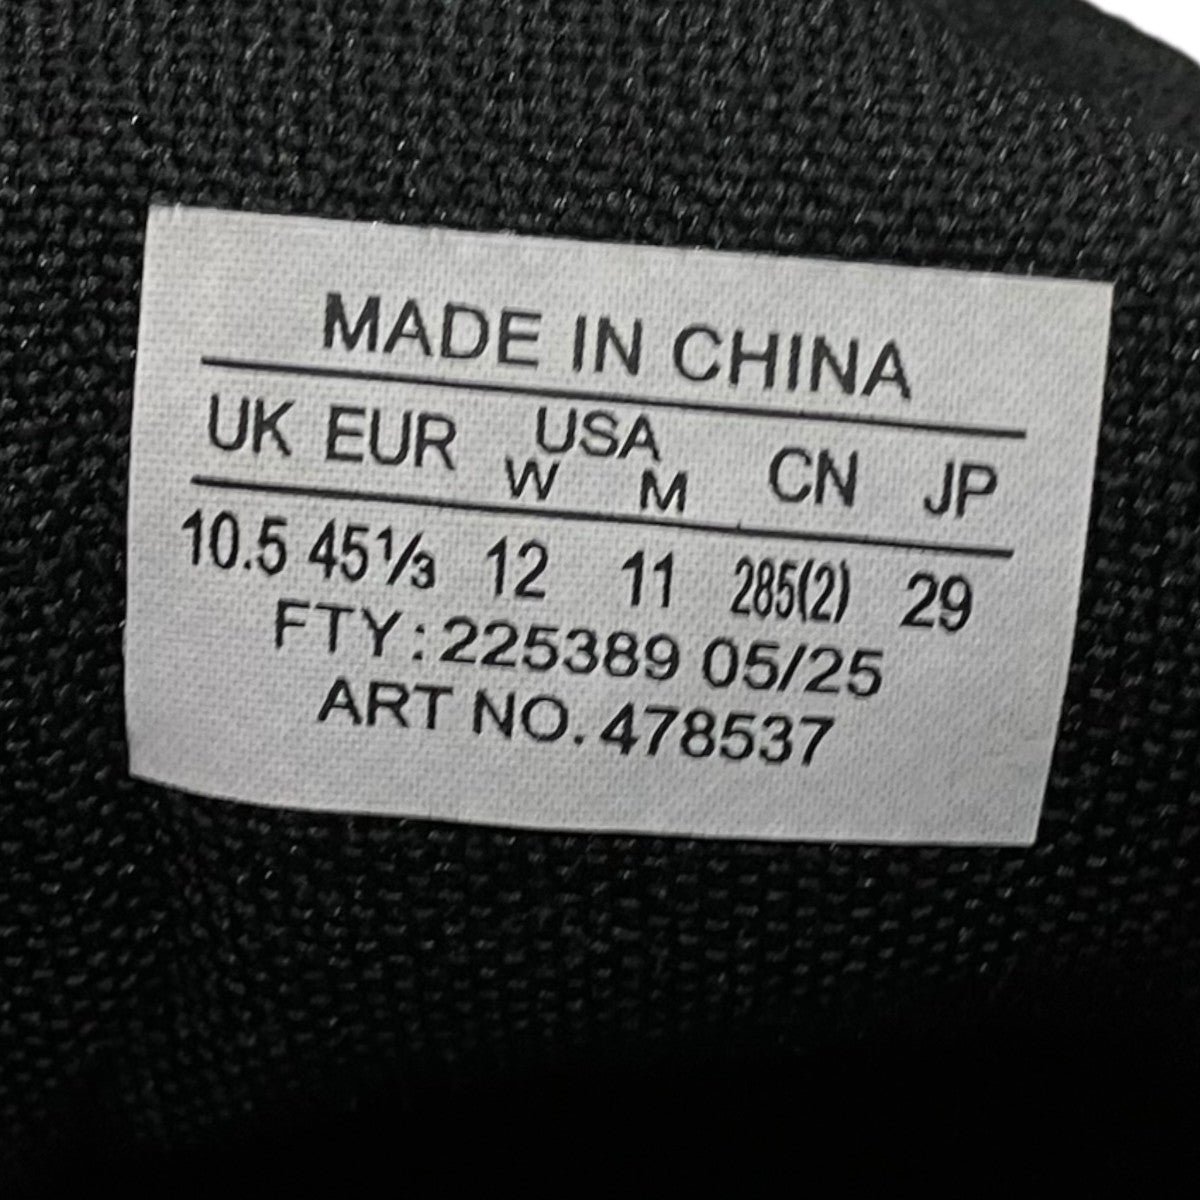 MADE IN CHINA
UK EUR USA CN JP
W M
10.5 45⅓ 12 11 285(2) 29
FTY:225389 05/25
ART NO.478537